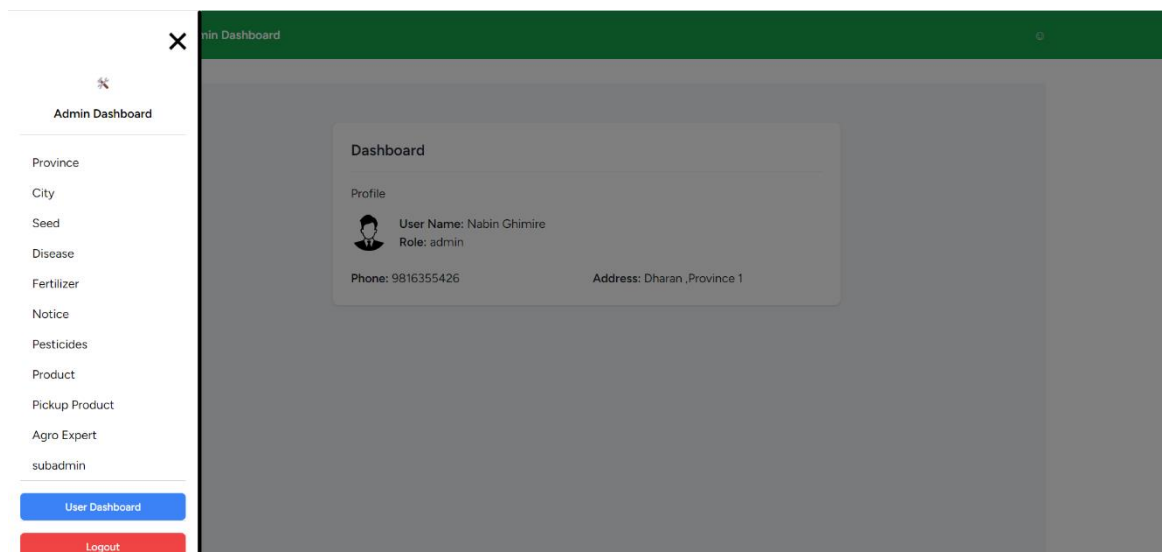 min Dashboard
Admin Dashboard
Province
City
Seed
Disease
Fertilizer
Notice
Pesticides
Product
Pickup Product
Agro Expert
subadmin
User Dashboard
Logout
Dashboard
Profile
User Name: Nabin Ghimire
Role: admin
Phone: 9816355426
Address: Dharan ,Province 1